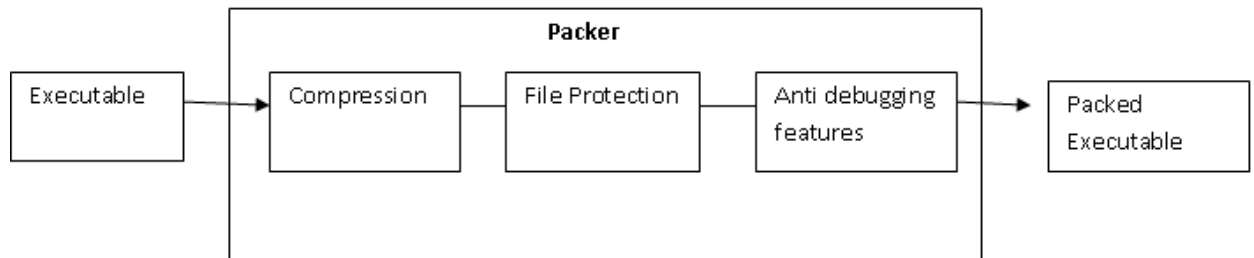 Packer
Executable
Compression
File Protection
Anti debugging
features
Packed
Executable